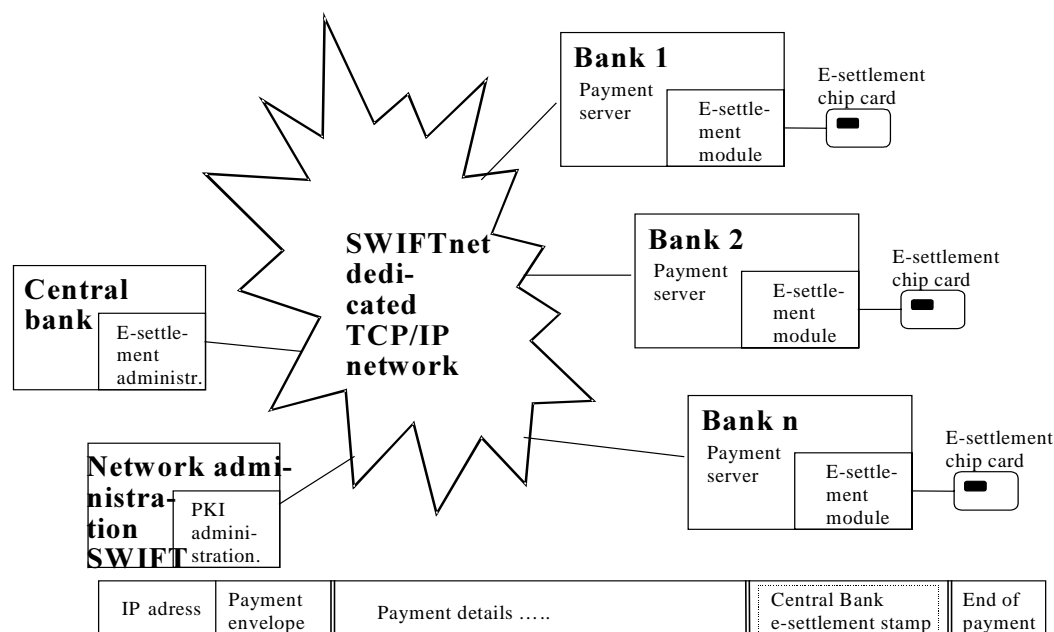 Bank 1
Payment
server
E-settle-
ment
module
E-settlement
chip card
SWIFTnet
dedi-
cated
TCP/IP
network
Bank 2
Payment
server
E-settle-
ment
module
E-settlement
chip card
Central
bank
E-settle-
ment
administr.
Bank n
Payment
server
E-settle-
ment
module
E-settlement
chip card
Network admi-
nistra-
tion
SWIFT
PKI
admini-
stration.
IP adress
Payment
envelope
Payment details …..
Central Bank
e-settlement stamp
End of
payment